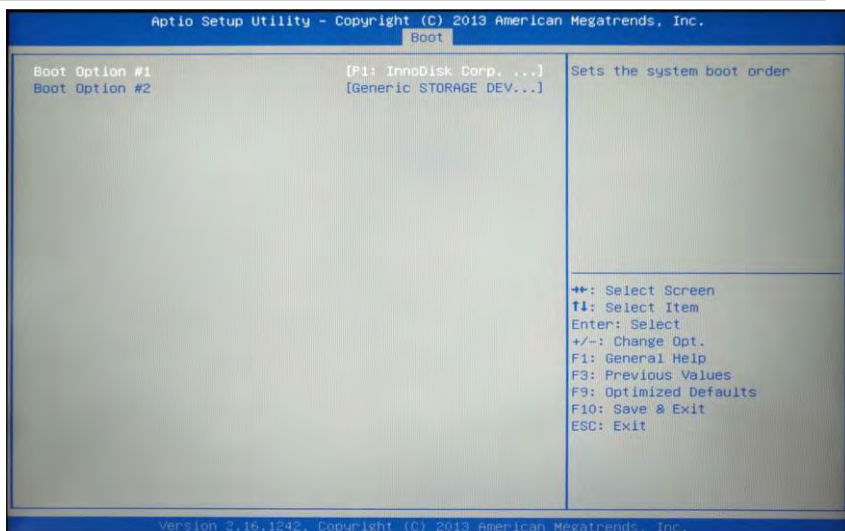 Aptio Setup Utility - Copyright (C) 2013 American Megatrends, Inc.
Boot
Boot Option #1 [P1: InnoDisk Corp. ...]
Boot Option #2 [Generic STORAGE DEV...]
Sets the system boot order
→←: Select Screen
↑↓: Select Item
Enter: Select
+/-: Change Opt.
F1: General Help
F3: Previous Values
F9: Optimized Defaults
F10: Save & Exit
ESC: Exit
Version 2.16.1242. Copyright (C) 2013 American Megatrends, Inc.